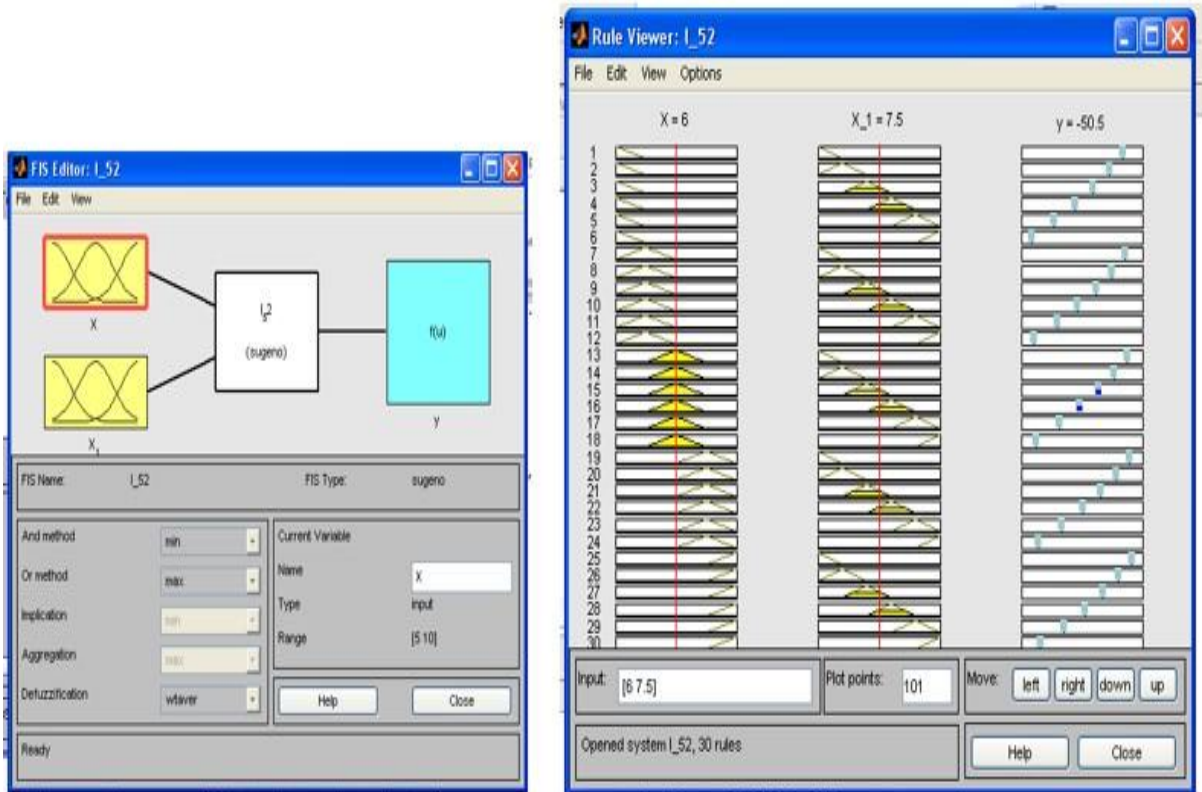 FIS Editor: I_52
File Edit View
X
X_1
I_52
(sugeno)
f(u)
y
FIS Name: I_52 FIS Type: sugeno
And method min
Or method max
Implication min
Aggregation max
Defuzzification wtaver
Current Variable
Name X
Type input
Range [5 10]
Help Close
Ready
Rule Viewer: I_52
File Edit View Options
X = 6 X_1 = 7.5 y = -50.5
1
2
3
4
5
6
7
8
9
10
11
12
13
14
15
16
17
18
19
20
21
22
23
24
25
26
27
28
29
30
Input: [6 7.5] Plot points: 101 Move: left right down up
Opened system I_52, 30 rules Help Close